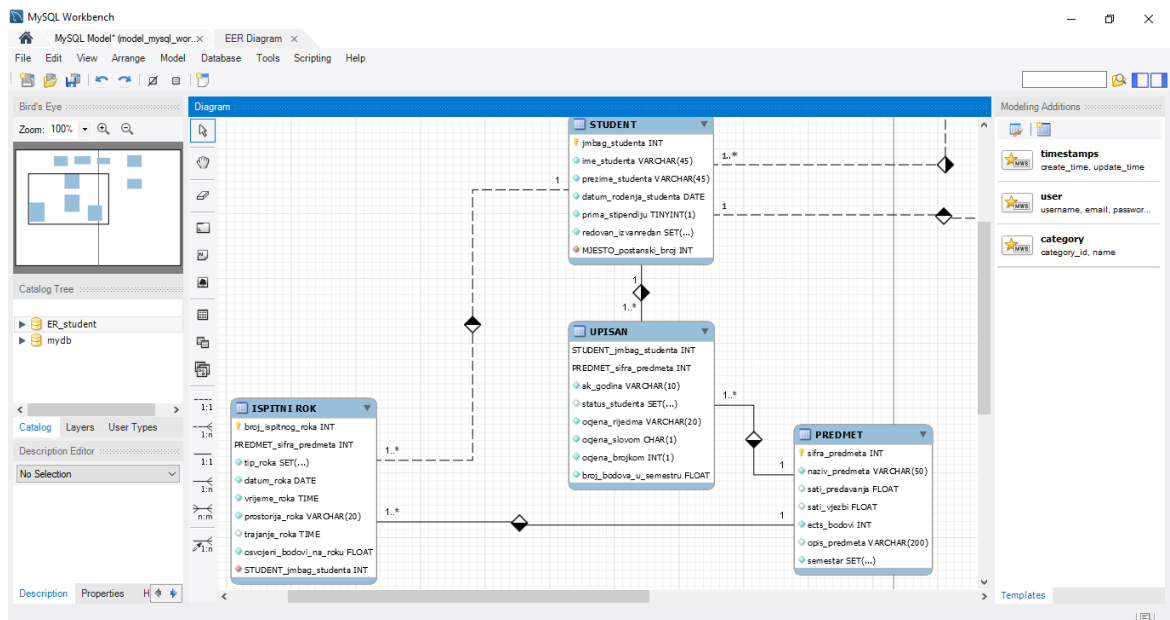 MySQL Workbench
MySQL Model* (model_mysql_wor..× EER Diagram ×
File Edit View Arrange Model Database Tools Scripting Help
Bird's Eye
Zoom: 100%
Catalog Tree
ER_student
mydb
Catalog Layers User Types
Description Editor
No Selection
Description Properties H
Diagram
1:1
1:n
1:1
1:n
n:m
1:n
STUDENT
jmbag_studenta INT
ime_studenta VARCHAR(45)
prezime_studenta VARCHAR(45)
datum_rođenja_studenta DATE
prima_stipendiju TINYINT(1)
redovan_izvanredan SET(...)
MJESTO_postanski_broj INT
1..*
1
1
1
1..*
UPISAN
STUDENT_jmbag_studenta INT
PREDMET_sifra_predmeta INT
ak_godina VARCHAR(10)
status_studenta SET(...)
ocjena_rijecima VARCHAR(20)
ocjena_slovom CHAR(1)
ocjena_brojkom INT(1)
broj_bodova_u_semestru FLOAT
1..*
1
ISPITNI ROK
broj_ispitnog_roka INT
PREDMET_sifra_predmeta INT
tip_roka SET(...)
datum_roka DATE
vrijeme_roka TIME
prostorija_roka VARCHAR(20)
trajanje_roka TIME
osvojeni_bodovi_na_roku FLOAT
STUDENT_jmbag_studenta INT
1..*
1..*
1
PREDMET
sifra_predmeta INT
naziv_predmeta VARCHAR(50)
sati_predavanja FLOAT
sati_vjezbi FLOAT
ects_bodovi INT
opis_predmeta VARCHAR(200)
semestar SET(...)
Modeling Additions
timestamps
create_time, update_time
user
username, email, passwor...
category
category_id, name
Templates